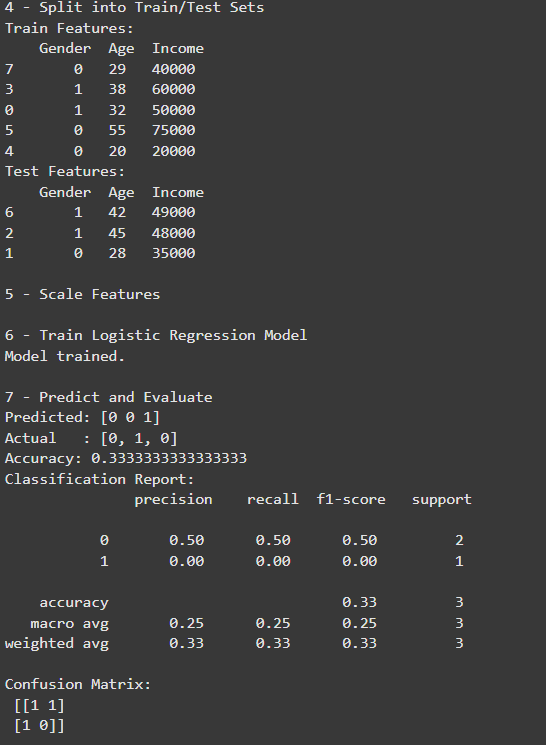 4 - Split into Train/Test Sets
Train Features:
Gender Age Income
7 0 29 40000
3 1 38 60000
0 1 32 50000
5 0 55 75000
4 0 20 20000
Test Features:
Gender Age Income
6 1 42 49000
2 1 45 48000
1 0 28 35000
5 - Scale Features
6 - Train Logistic Regression Model
Model trained.
7 - Predict and Evaluate
Predicted: [0 0 1]
Actual   : [0, 1, 0]
Accuracy: 0.3333333333333333
Classification Report:
precision recall f1-score support
0 0.50 0.50 0.50 2
1 0.00 0.00 0.00 1
accuracy 0.33 3
macro avg 0.25 0.25 0.25 3
weighted avg 0.33 0.33 0.33 3
Confusion Matrix:
[[1 1]
[1 0]]